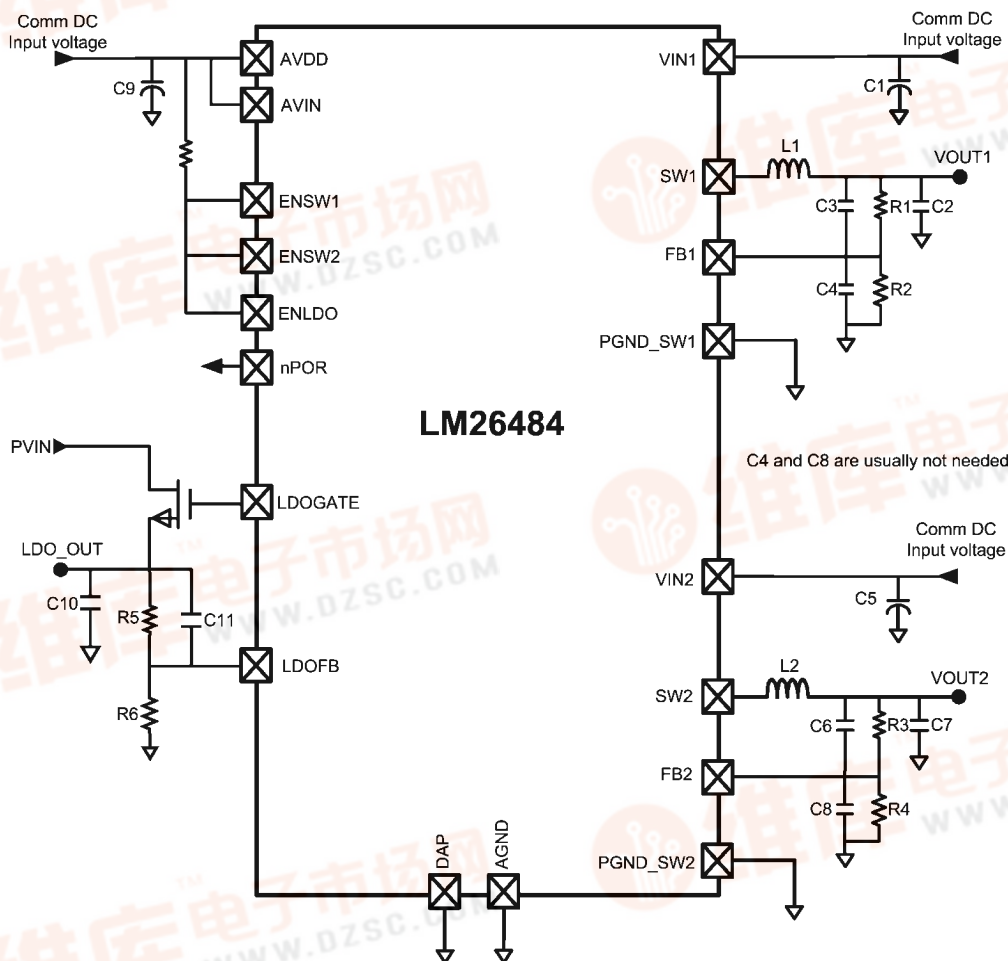 Comm DC
Input voltage
C9
AVDD
AVIN
ENSW1
ENSW2
ENLDO
nPOR
PVIN
LDOGATE
LDO_OUT
C10
R5
C11
LDOFB
R6
DAP
AGND
LM26484
VIN1
Comm DC
Input voltage
C1
SW1
L1
VOUT1
C3
R1
C2
FB1
C4
R2
PGND_SW1
C4 and C8 are usually not needed
Comm DC
Input voltage
VIN2
C5
SW2
L2
VOUT2
C6
R3
C7
FB2
C8
R4
PGND_SW2
维库电子市场网
WWW.DZSC.COM
TM